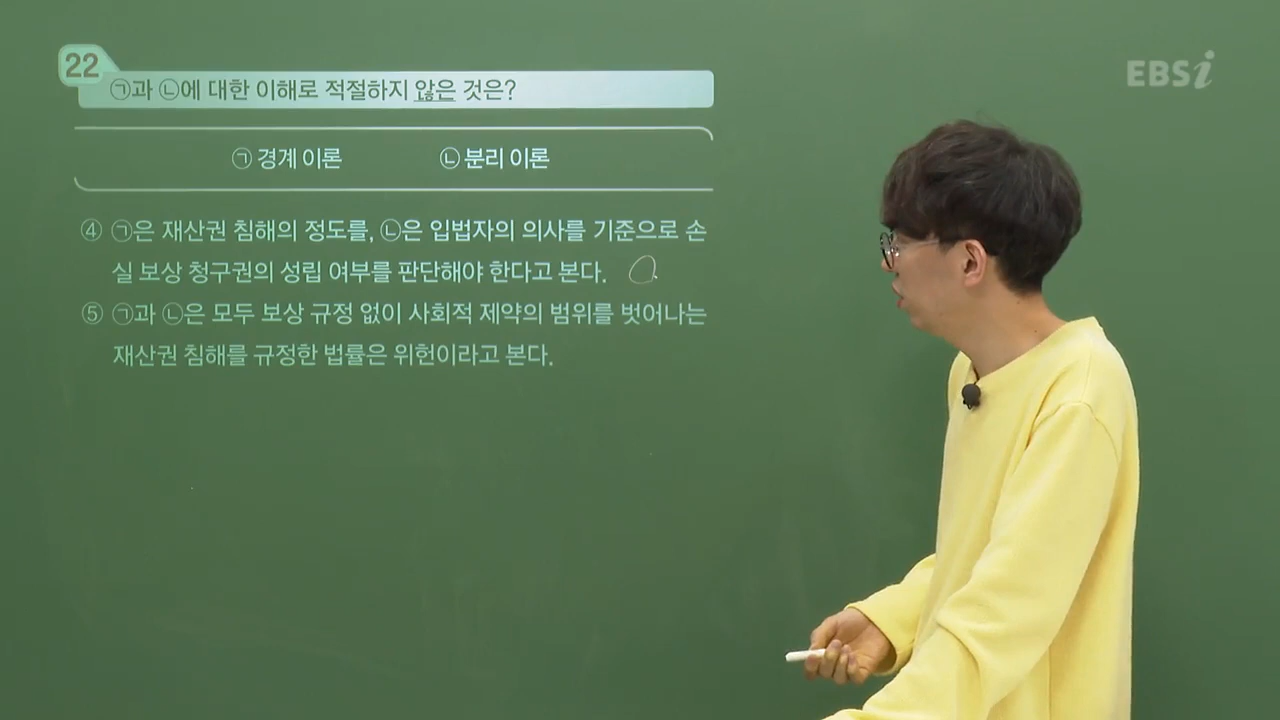 22
㉠과 ㉡에 대한 이해로 적절하지 않은 것은?
EBSi
㉠ 경계 이론 ㉡ 분리 이론
④ ㉠은 재산권 침해의 정도를, ㉡은 입법자의 의사를 기준으로 손
실 보상 청구권의 성립 여부를 판단해야 한다고 본다.
⑤ ㉠과 ㉡은 모두 보상 규정 없이 사회적 제약의 범위를 벗어나는
재산권 침해를 규정한 법률은 위헌이라고 본다.